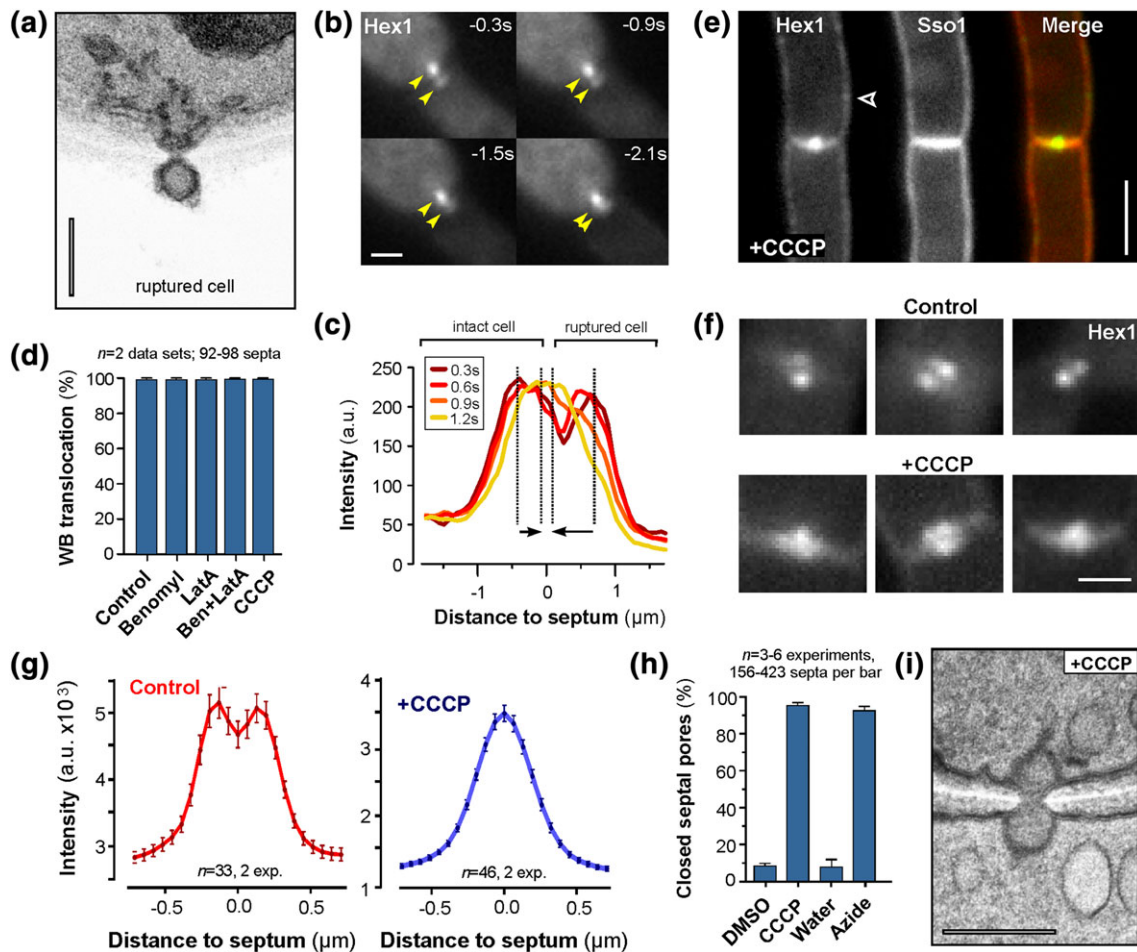 (a)
ruptured cell
(b)
Hex1
-0.3s
-0.9s
-1.5s
-2.1s
(c)
intact cell
ruptured cell
0.3s
0.6s
0.9s
1.2s
250
200
150
100
50
0
Intensity (a.u.)
-1
0
1
Distance to septum (µm)
(d)
n=2 data sets; 92-98 septa
WB translocation (%)
100
80
60
40
20
0
Control
Benomyl
LatA
Ben+LatA
CCCP
(e)
Hex1
Sso1
Merge
+CCCP
(f)
Control
Hex1
+CCCP
(g)
Control
Intensity (a.u. x10³)
5
4
3
2
n=33, 2 exp.
-0.5
0.0
0.5
Distance to septum (µm)
+CCCP
4
3
2
1
n=46, 2 exp.
-0.5
0.0
0.5
Distance to septum (µm)
(h)
n=3-6 experiments,
156-423 septa per bar
Closed septal pores (%)
100
80
60
40
20
0
DMSO
CCCP
Water
Azide
(i)
+CCCP